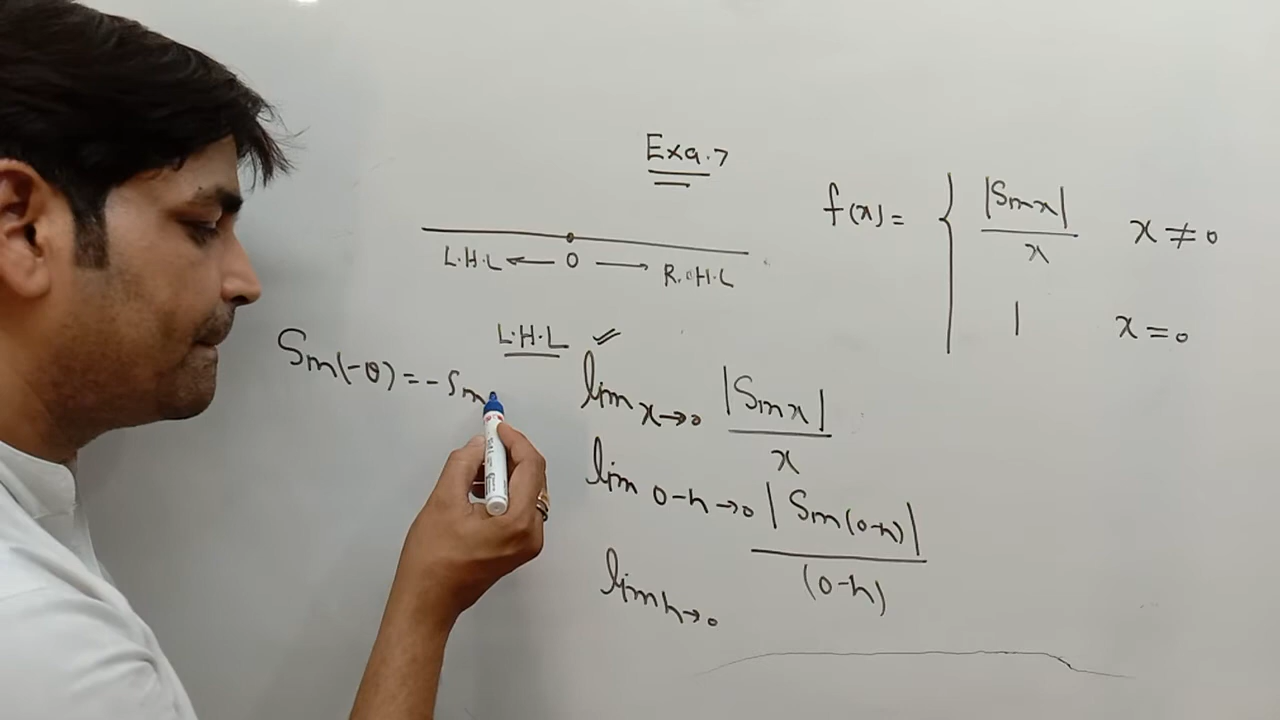 Exa.7
f(x) = { |Sin x| / x    x ≠ 0
1    x = 0
L.H.L ← 0 → R.H.L
L.H.L
Sin(-θ) = - Sin
lim x→0 |Sin x| / x
lim 0-h→0 |Sin(0-h)| / (0-h)
lim h→0